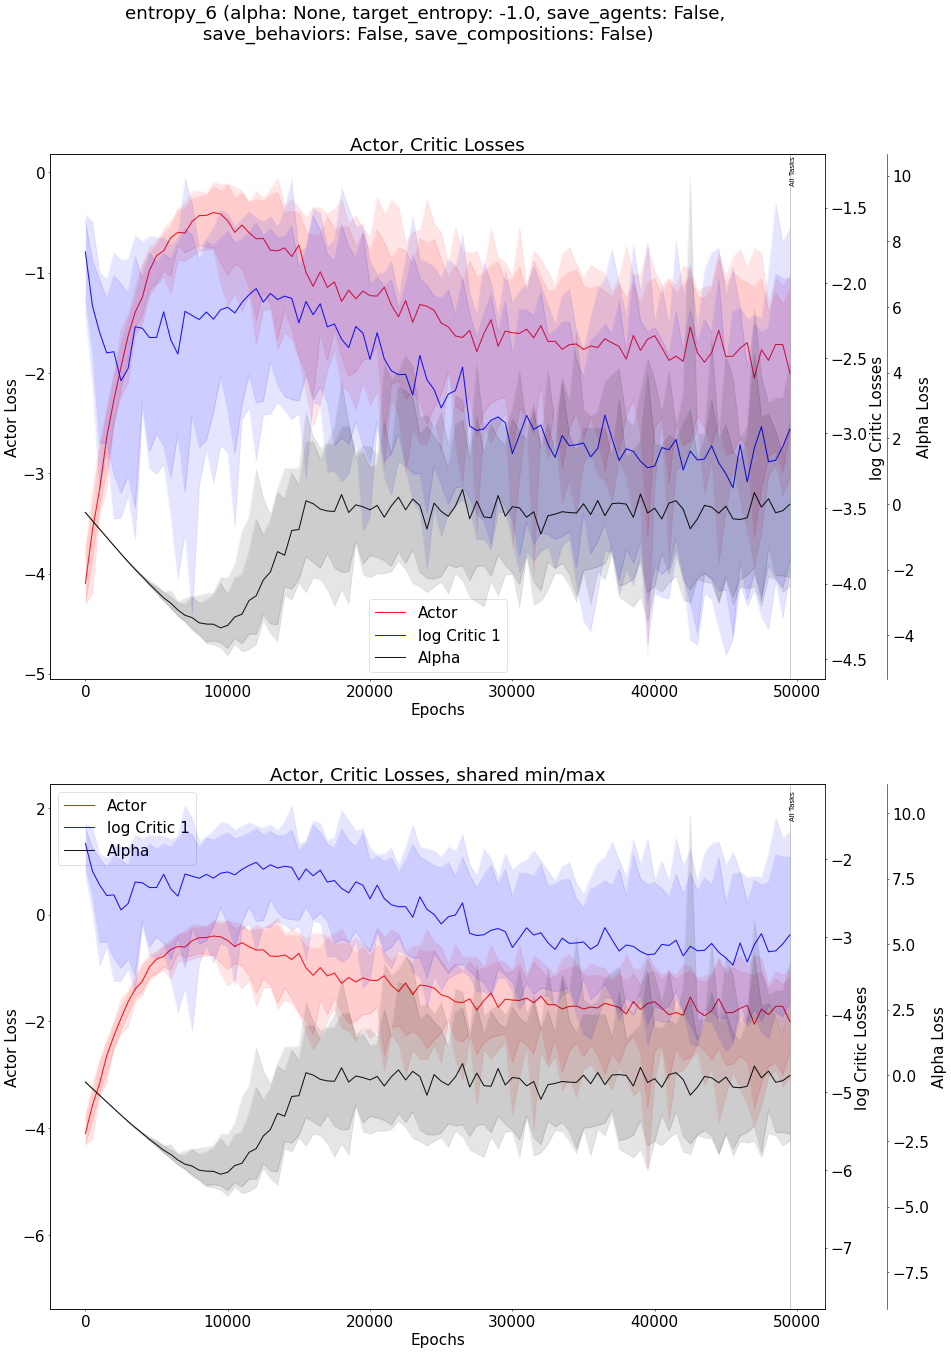 entropy_6 (alpha: None, target_entropy: -1.0, save_agents: False,
save_behaviors: False, save_compositions: False)
Actor, Critic Losses
All Tasks
0
−1
−2
−3
−4
−5
Actor Loss
−1.5
−2.0
−2.5
−3.0
−3.5
−4.0
−4.5
log Critic Losses
10
8
6
4
2
0
−2
−4
Alpha Loss
Actor
log Critic 1
Alpha
0
10000
20000
30000
40000
50000
Epochs
Actor, Critic Losses, shared min/max
All Tasks
Actor
log Critic 1
Alpha
2
0
−2
−4
−6
Actor Loss
−2
−3
−4
−5
−6
−7
log Critic Losses
10.0
7.5
5.0
2.5
0.0
−2.5
−5.0
−7.5
Alpha Loss
0
10000
20000
30000
40000
50000
Epochs